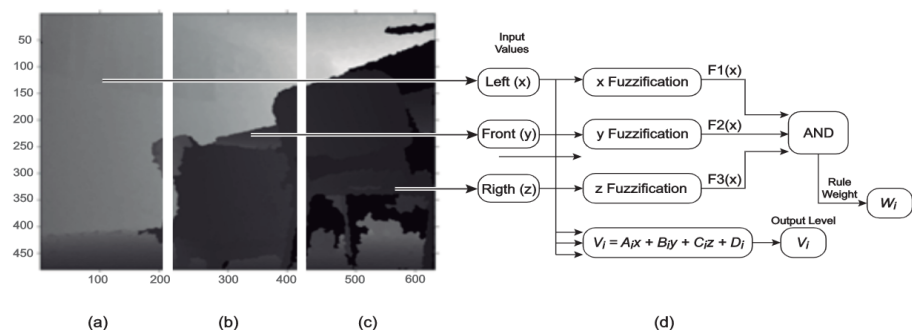 50
100
150
200
250
300
350
400
450
100
200
300
400
500
600
(a)
(b)
(c)
Input
Values
Left (x)
Front (y)
Rigth (z)
x Fuzzification
y Fuzzification
z Fuzzification
F1(x)
F2(x)
F3(x)
AND
Rule
Weight
Wi
Vi = Aix + Biy + Ciz + Di
Output Level
Vi
(d)